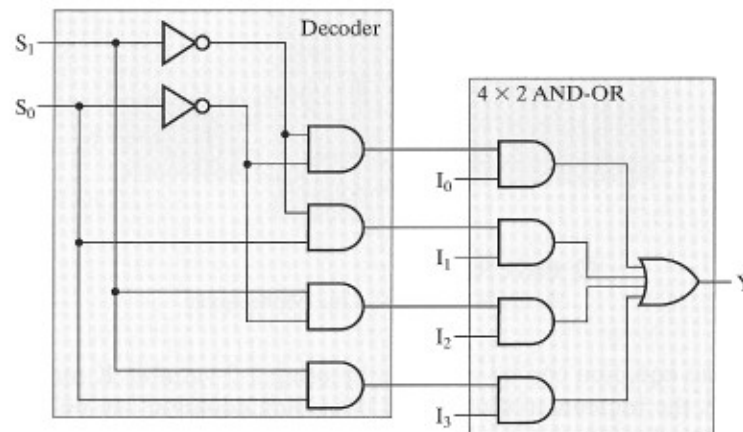 Decoder
S₁
S₀
4 × 2 AND-OR
I₀
I₁
I₂
I₃
Y